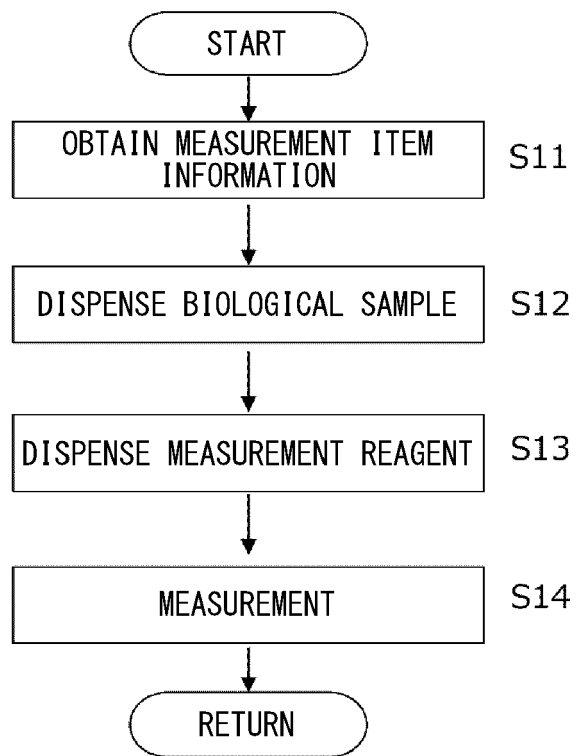 START
OBTAIN MEASUREMENT ITEM
INFORMATION
S11
DISPENSE BIOLOGICAL SAMPLE
S12
DISPENSE MEASUREMENT REAGENT
S13
MEASUREMENT
S14
RETURN